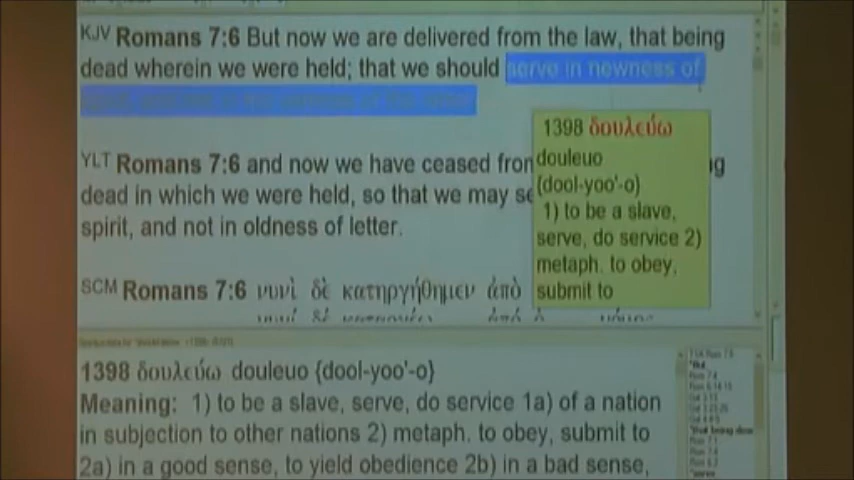 KJV Romans 7:6 But now we are delivered from the law, that being
dead wherein we were held; that we should serve in newness of
YLT Romans 7:6 and now we have ceased from
dead in which we were held, so that we may
spirit, and not in oldness of letter.
SCM Romans 7:6 νυνὶ δὲ κατηργήθημεν ἀπὸ
1398 δουλεύω
douleuo
{dool-yoo'-o}
1) to be a slave,
serve, do service 2)
metaph. to obey,
submit to
1398 δουλεύω douleuo {dool-yoo'-o}
Meaning: 1) to be a slave, serve, do service 1a) of a nation
in subjection to other nations 2) metaph. to obey, submit to
2a) in a good sense, to yield obedience 2b) in a bad sense,